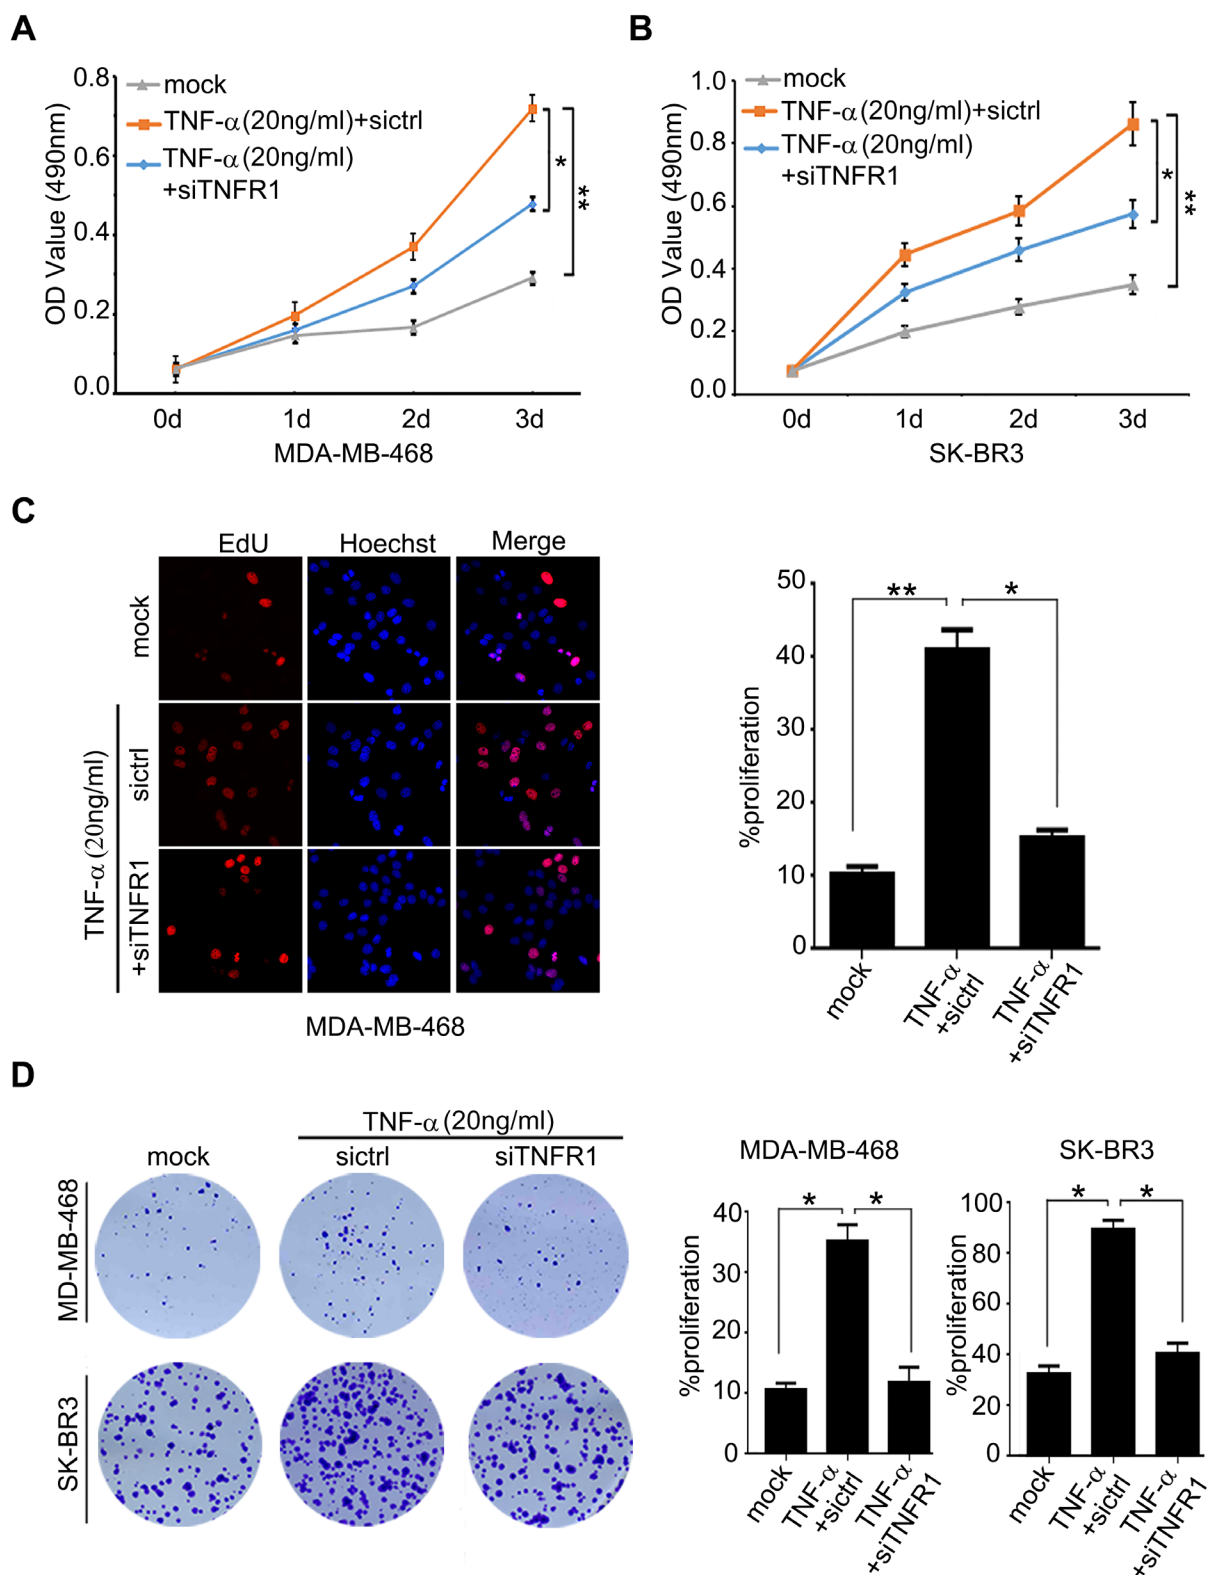 A
0.8
0.6
0.4
0.2
0.0
OD Value (490nm)
mock
TNF-α(20ng/ml)+sictrl
TNF-α(20ng/ml)
+siTNFR1
*
**
0d 1d 2d 3d
MDA-MB-468
B
1.0
0.8
0.6
0.4
0.2
0.0
OD Value (490nm)
mock
TNF-α(20ng/ml)+sictrl
TNF-α(20ng/ml)
+siTNFR1
*
**
0d 1d 2d 3d
SK-BR3
C
EdU Hoechst Merge
mock
TNF-α(20ng/ml)
sictrl
+siTNFR1
MDA-MB-468
%proliferation
50
40
30
20
10
0
** *
mock
TNF-α
+sictrl
TNF-α
+siTNFR1
D
TNF-α(20ng/ml)
mock sictrl siTNFR1
MD-MB-468
SK-BR3
MDA-MB-468
%proliferation
40
30
20
10
0
* *
mock
TNF-α
+sictrl
TNF-α
+siTNFR1
SK-BR3
%proliferation
100
80
60
40
20
0
* *
mock
TNF-α
+sictrl
TNF-α
+siTNFR1